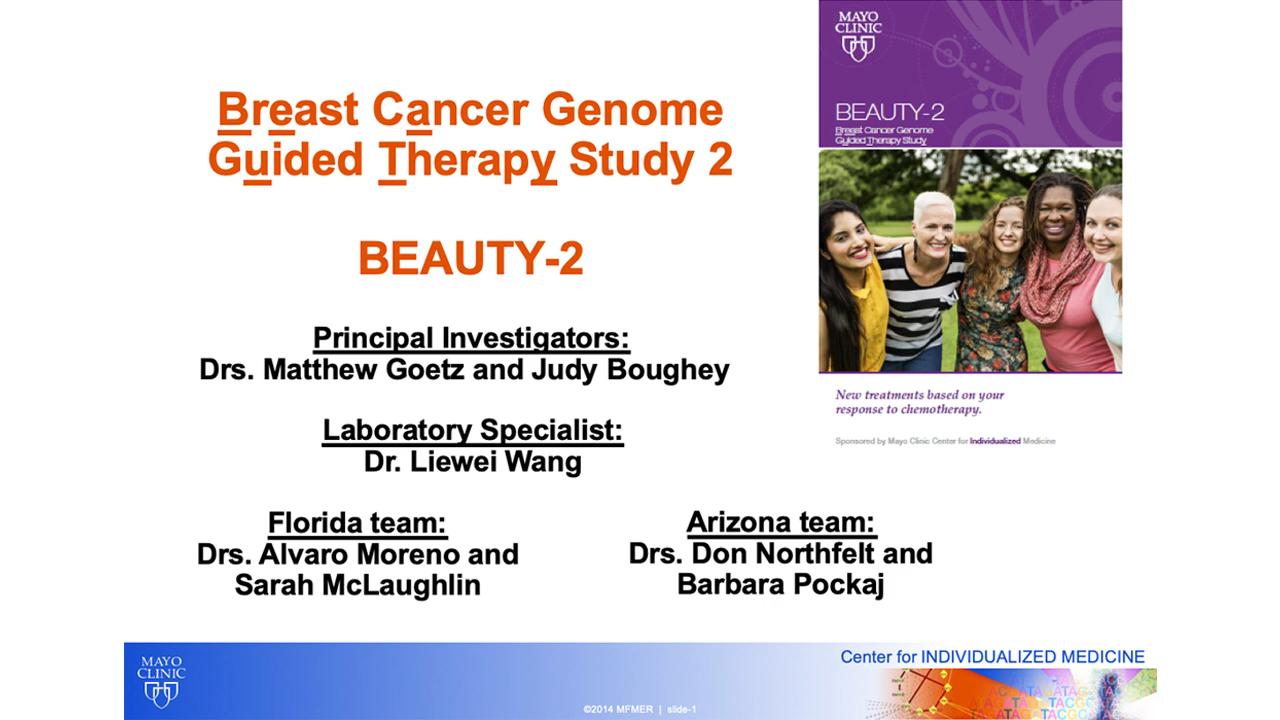 Breast Cancer Genome
Guided Therapy Study 2
BEAUTY-2
Principal Investigators:
Drs. Matthew Goetz and Judy Boughey
Laboratory Specialist:
Dr. Liewei Wang
Florida team:
Drs. Alvaro Moreno and
Sarah McLaughlin
Arizona team:
Drs. Don Northfelt and
Barbara Pockaj
MAYO
CLINIC
BEAUTY-2
Breast Cancer Genome
Guided Therapy Study
New treatments based on your
response to chemotherapy.
Sponsored by Mayo Clinic Center for Individualized Medicine
MAYO
CLINIC
©2014 MFMER | slide-1
Center for INDIVIDUALIZED MEDICINE